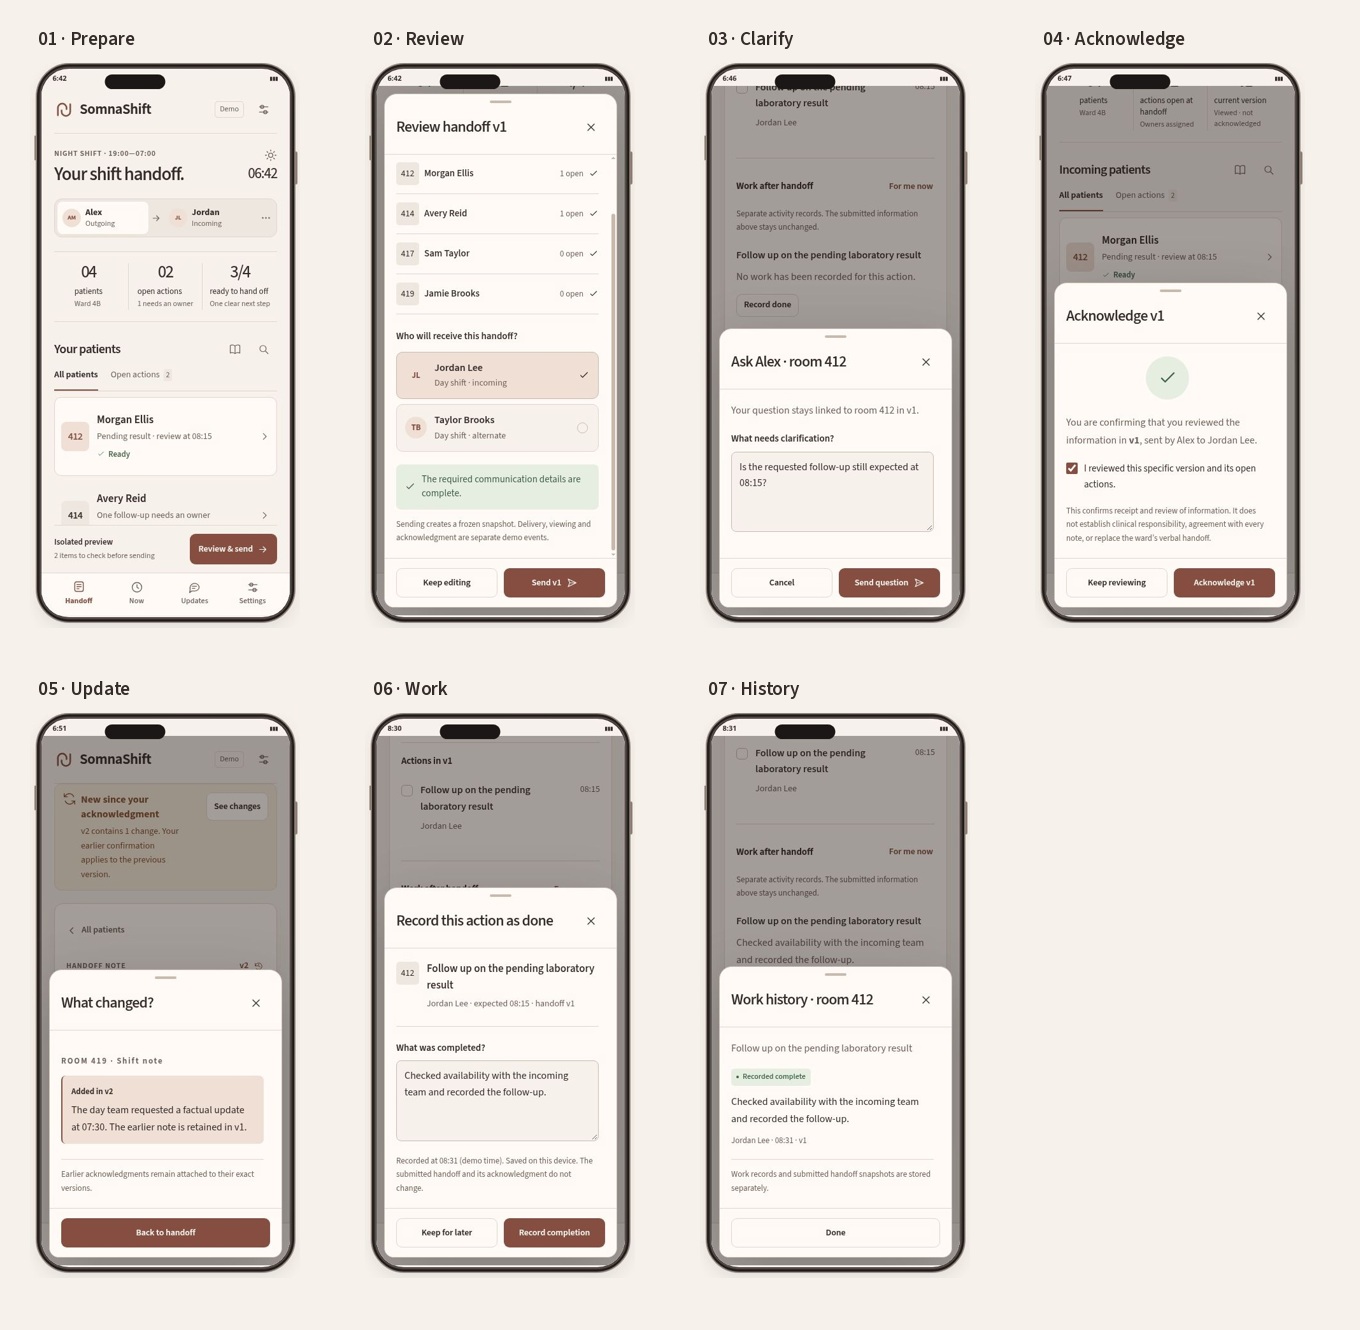 01 · Prepare
6:42
SomnaShift
Demo
NIGHT SHIFT · 19:00—07:00
Your shift handoff.
06:42
AM
Alex
Outgoing
JL
Jordan
Incoming
04
patients
Ward 4B
02
open actions
1 needs an owner
3/4
ready to hand off
One clear next step
Your patients
All patients
Open actions 2
412
Morgan Ellis
Pending result · review at 08:15
Ready
414
Avery Reid
One follow-up needs an owner
Isolated preview
2 items to check before sending
Review & send
Handoff
Now
Updates
Settings
02 · Review
6:42
Review handoff v1
412 Morgan Ellis 1 open
414 Avery Reid 1 open
417 Sam Taylor 0 open
419 Jamie Brooks 0 open
Who will receive this handoff?
JL
Jordan Lee
Day shift · incoming
TB
Taylor Brooks
Day shift · alternate
The required communication details are
complete.
Sending creates a frozen snapshot. Delivery, viewing and
acknowledgment are separate demo events.
Keep editing
Send v1
03 · Clarify
6:46
Follow up on the pending
laboratory result
08:15
Jordan Lee
Work after handoff
For me now
Separate activity records. The submitted information
above stays unchanged.
Follow up on the pending laboratory result
No work has been recorded for this action.
Record done
Ask Alex · room 412
Your question stays linked to room 412 in v1.
What needs clarification?
Is the requested follow-up still expected at
08:15?
Cancel
Send question
04 · Acknowledge
6:47
patients
Ward 4B
actions open at
handoff
Owners assigned
current version
Viewed · not
acknowledged
Incoming patients
All patients
Open actions 2
412
Morgan Ellis
Pending result · review at 08:15
Ready
Acknowledge v1
You are confirming that you reviewed the
information in v1, sent by Alex to Jordan Lee.
I reviewed this specific version and its open
actions.
This confirms receipt and review of information. It does
not establish clinical responsibility, agreement with every
note, or replace the ward's verbal handoff.
Keep reviewing
Acknowledge v1
05 · Update
6:51
SomnaShift
Demo
New since your
acknowledgment
v2 contains 1 change. Your
earlier confirmation
applies to the previous
version.
See changes
All patients
HANDOFF NOTE
v2
What changed?
ROOM 419 · Shift note
Added in v2
The day team requested a factual update
at 07:30. The earlier note is retained in v1.
Earlier acknowledgments remain attached to their exact
versions.
Back to handoff
06 · Work
8:30
Actions in v1
Follow up on the pending
laboratory result
08:15
Jordan Lee
Record this action as done
412
Follow up on the pending laboratory
result
Jordan Lee · expected 08:15 · handoff v1
What was completed?
Checked availability with the incoming
team and recorded the follow-up.
Recorded at 08:31 (demo time). Saved on this device. The
submitted handoff and its acknowledgment do not
change.
Keep for later
Record completion
07 · History
8:31
Follow up on the pending
laboratory result
08:15
Jordan Lee
Work after handoff
For me now
Separate activity records. The submitted information
above stays unchanged.
Follow up on the pending laboratory result
Checked availability with the incoming team
and recorded the follow-up.
Work history · room 412
Follow up on the pending laboratory result
Recorded complete
Checked availability with the incoming team
and recorded the follow-up.
Jordan Lee · 08:31 · v1
Work records and submitted handoff snapshots are stored
separately.
Done